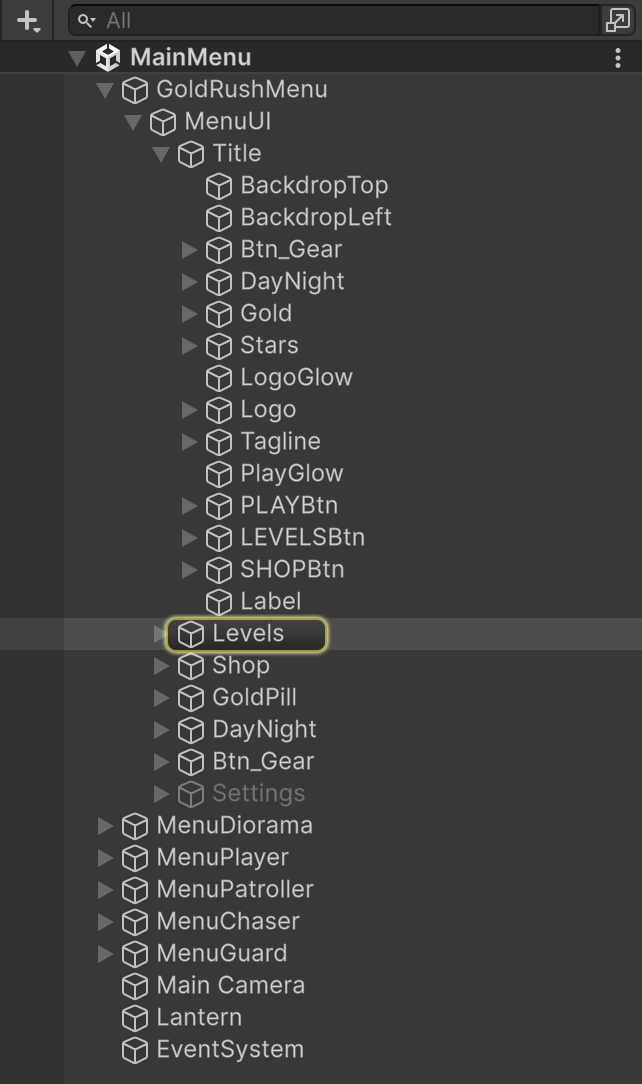 All
MainMenu
GoldRushMenu
MenuUI
Title
BackdropTop
BackdropLeft
Btn_Gear
DayNight
Gold
Stars
LogoGlow
Logo
Tagline
PlayGlow
PLAYBtn
LEVELSBtn
SHOPBtn
Label
Levels
Shop
GoldPill
DayNight
Btn_Gear
Settings
MenuDiorama
MenuPlayer
MenuPatroller
MenuChaser
MenuGuard
Main Camera
Lantern
EventSystem